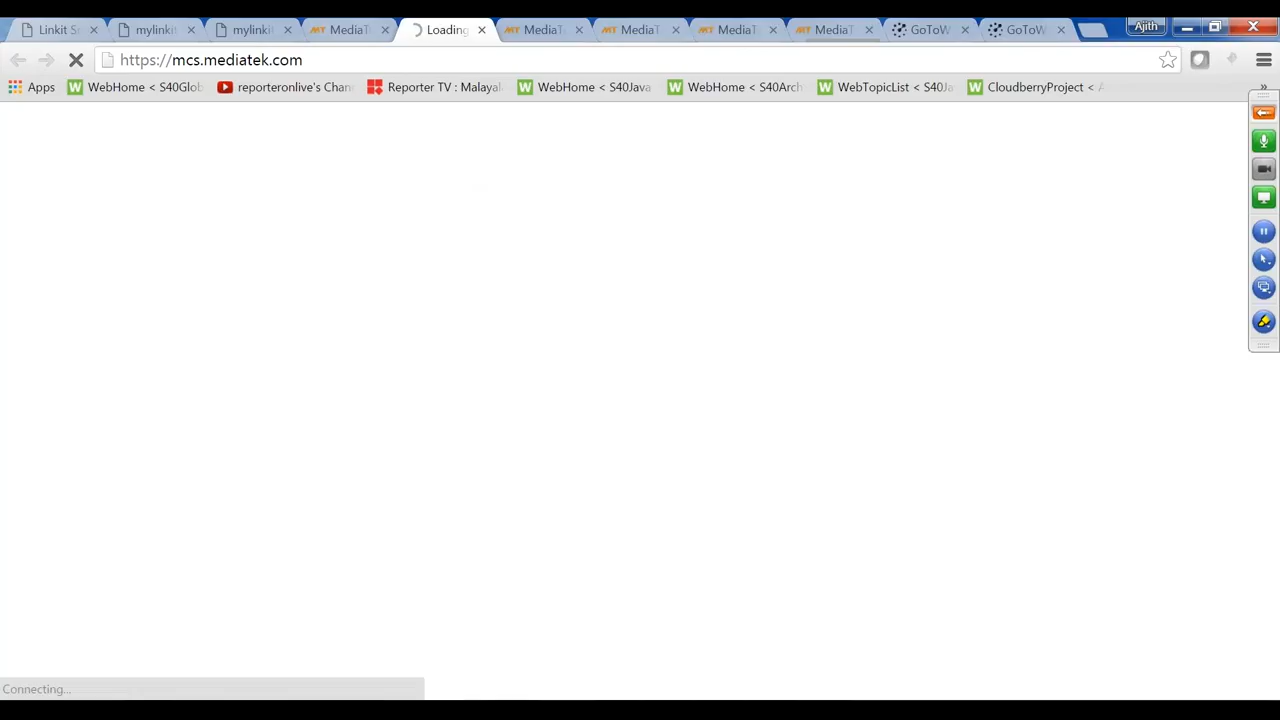 Linkit S
mylinkit
mylinkit
MediaT
Loading
MediaT
MediaT
MediaT
MediaT
GoToW
GoToW
Ajith
https://mcs.mediatek.com
Apps
WebHome < S40Glob
reporteronlive's Chan
Reporter TV : Malayal
WebHome < S40Java
WebHome < S40Arch
WebTopicList < S40Ja
CloudberryProject < A
»
Connecting...